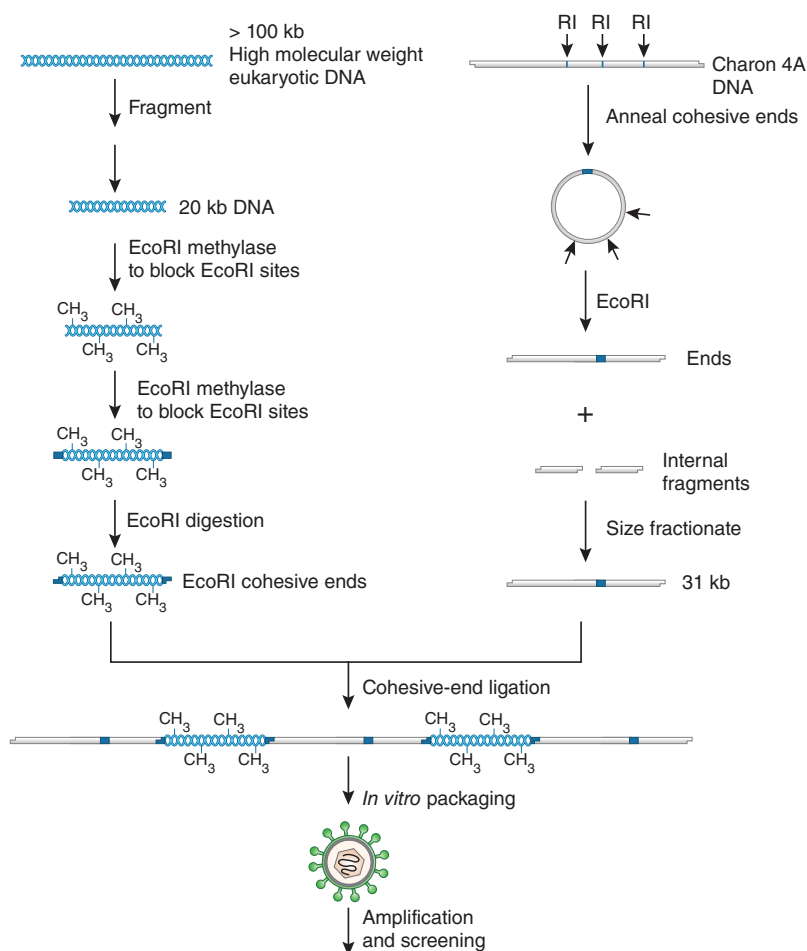 > 100 kb
High molecular weight
eukaryotic DNA
Fragment
20 kb DNA
EcoRI methylase
to block EcoRI sites
CH3 CH3
CH3 CH3
EcoRI methylase
to block EcoRI sites
CH3 CH3
CH3 CH3
EcoRI digestion
CH3 CH3
EcoRI cohesive ends
CH3 CH3
RI RI RI
Charon 4A
DNA
Anneal cohesive ends
EcoRI
Ends
+
Internal
fragments
Size fractionate
31 kb
Cohesive-end ligation
CH3 CH3 CH3 CH3
CH3 CH3 CH3 CH3
In vitro packaging
Amplification
and screening